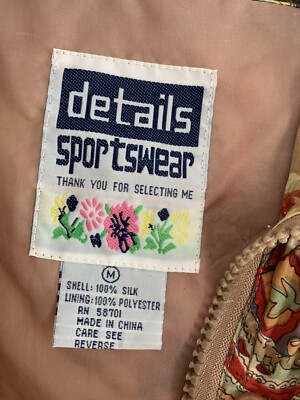 details
sportswear
THANK YOU FOR SELECTING ME
M
SHELL: 100% SILK
LINING: 100% POLYESTER
RN 58701
MADE IN CHINA
CARE SEE
REVERSE